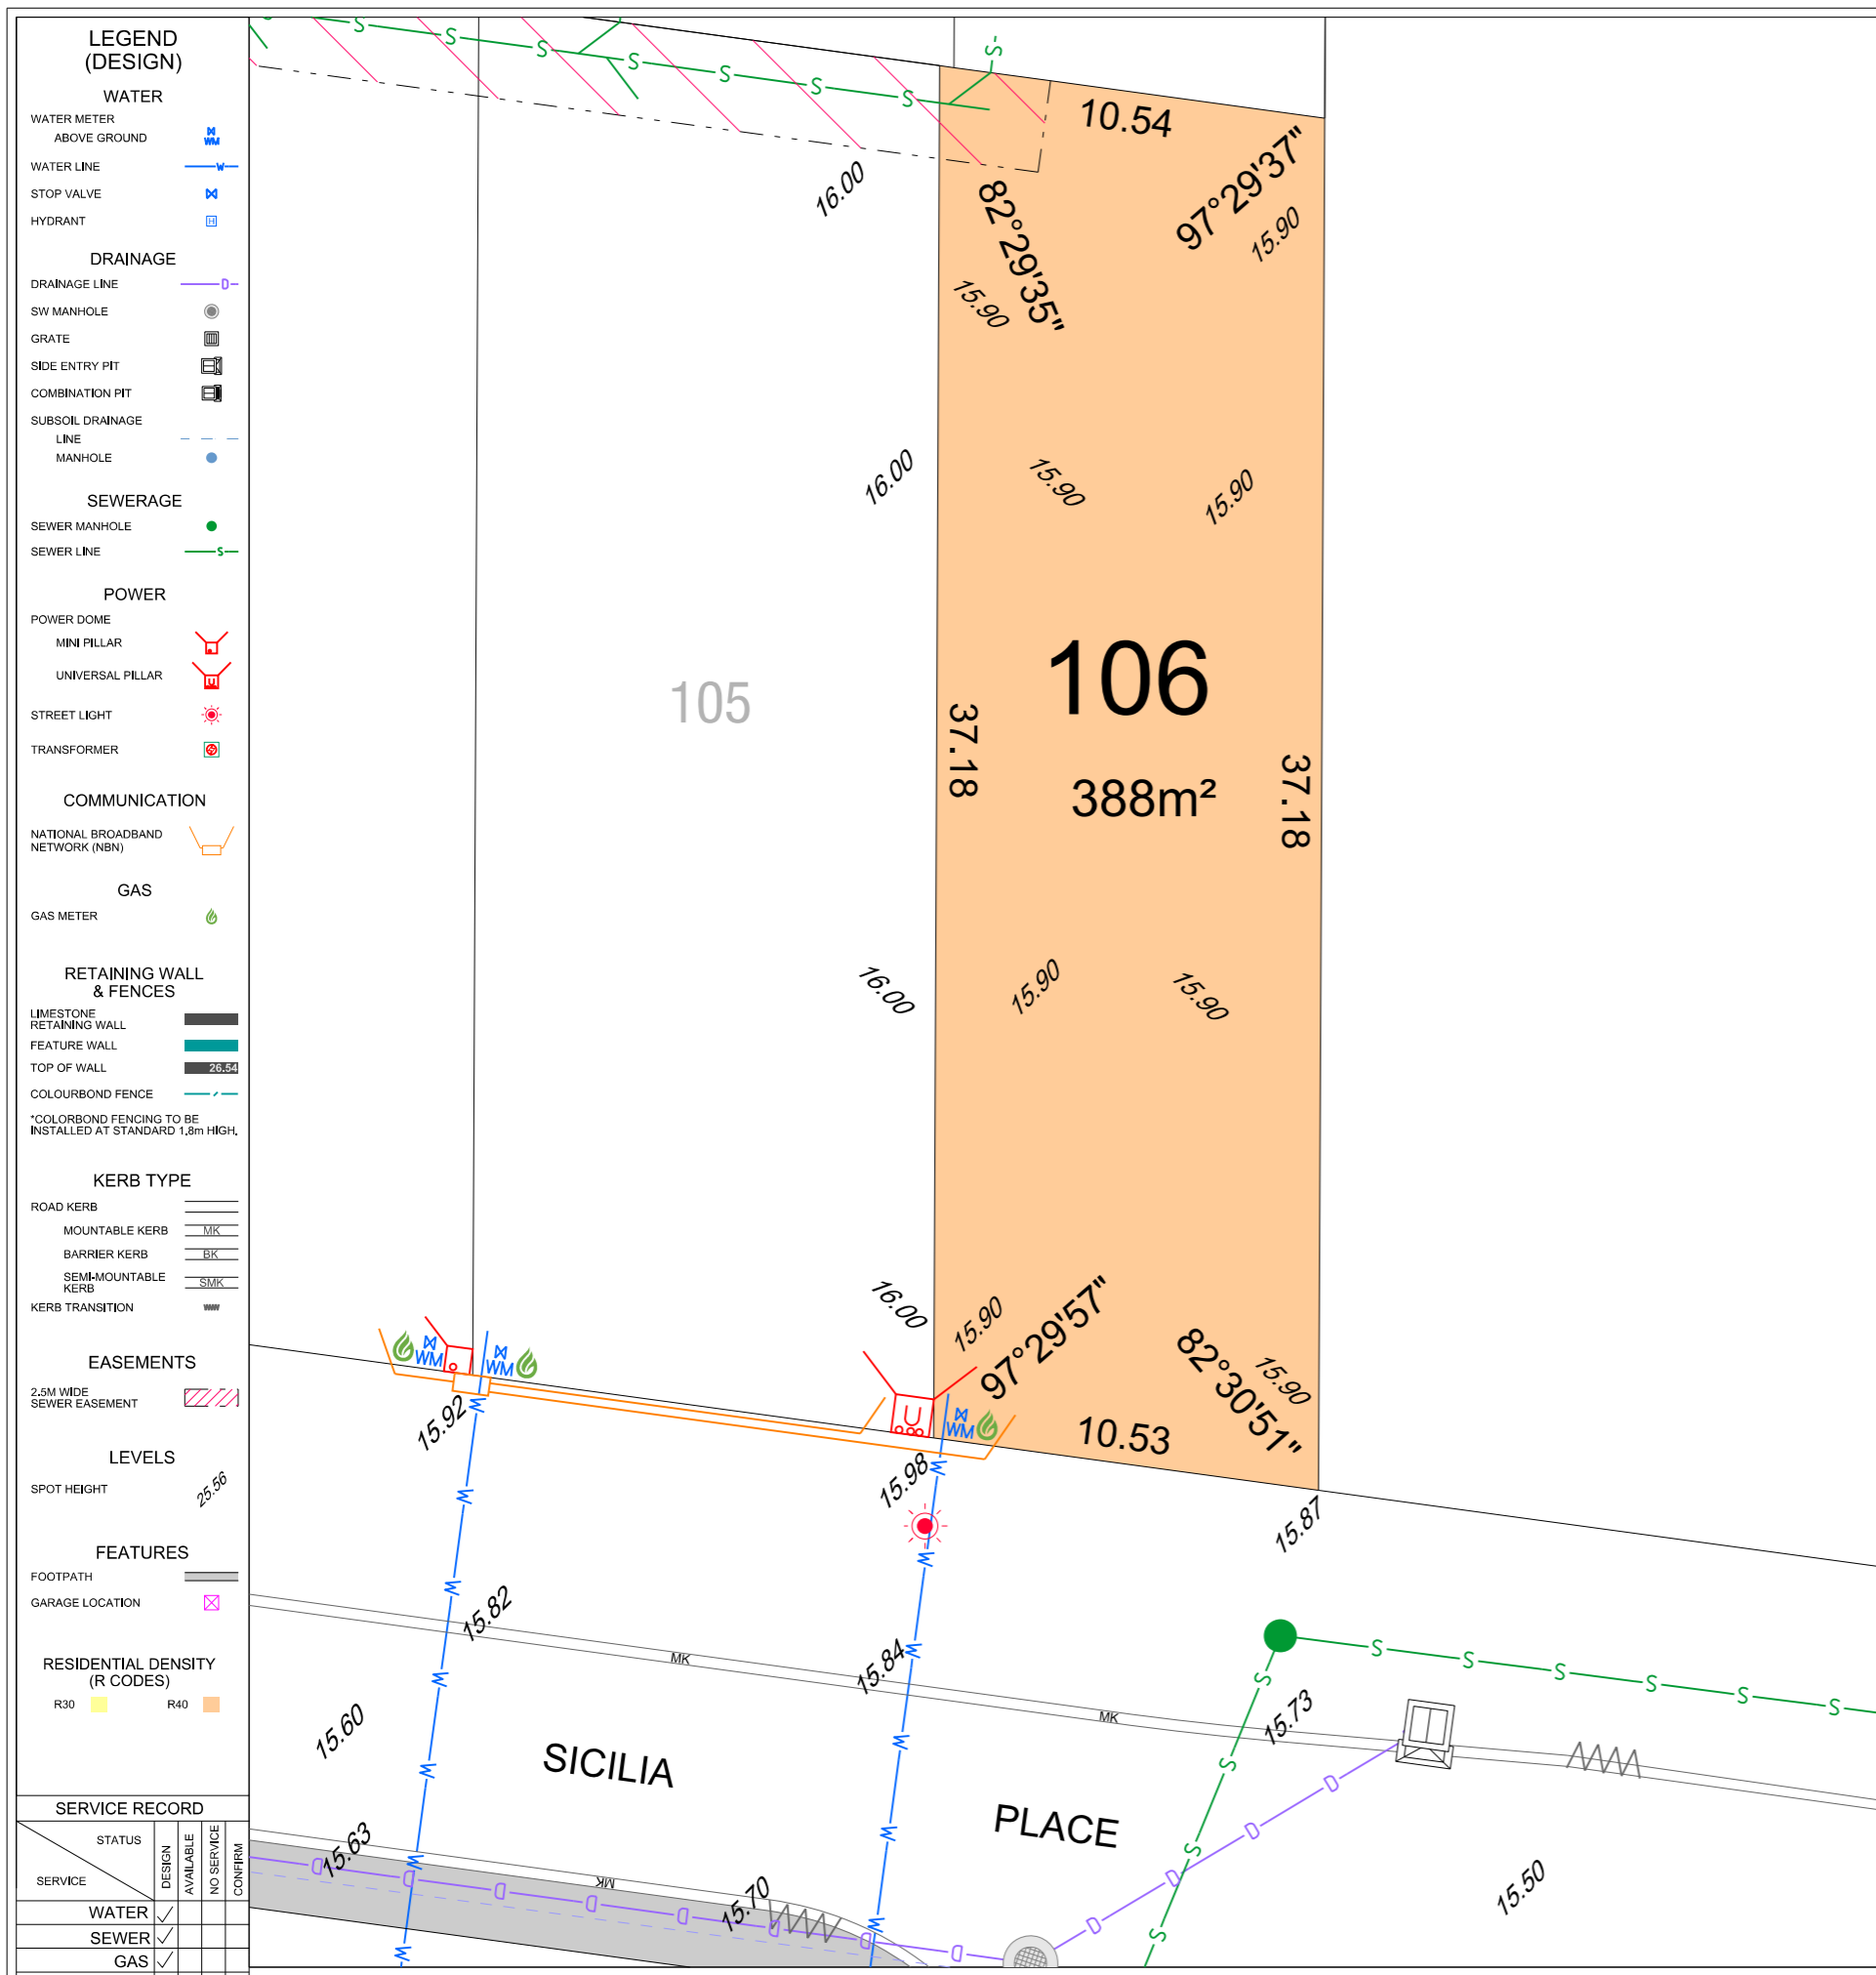 LEGEND
(DESIGN)
WATER
WATER METER
ABOVE GROUND
WM
WATER LINE
W
STOP VALVE
HYDRANT
H
DRAINAGE
DRAINAGE LINE
D
SW MANHOLE
GRATE
SIDE ENTRY PIT
COMBINATION PIT
SUBSOIL DRAINAGE
LINE
MANHOLE
SEWERAGE
SEWER MANHOLE
SEWER LINE
S
POWER
POWER DOME
MINI PILLAR
UNIVERSAL PILLAR
U
STREET LIGHT
TRANSFORMER
COMMUNICATION
NATIONAL BROADBAND
NETWORK (NBN)
GAS
GAS METER
RETAINING WALL
& FENCES
LIMESTONE
RETAINING WALL
FEATURE WALL
TOP OF WALL
26.54
COLOURBOND FENCE
*COLORBOND FENCING TO BE
INSTALLED AT STANDARD 1.8m HIGH.
KERB TYPE
ROAD KERB
MOUNTABLE KERB
MK
BARRIER KERB
BK
SEMI-MOUNTABLE
KERB
SMK
KERB TRANSITION
EASEMENTS
2.5M WIDE
SEWER EASEMENT
LEVELS
SPOT HEIGHT
25.56
FEATURES
FOOTPATH
GARAGE LOCATION
RESIDENTIAL DENSITY
(R CODES)
R30
R40
SERVICE RECORD
STATUS
SERVICE
DESIGN
AVAILABLE
NO SERVICE
CONFIRM
WATER
SEWER
GAS
S S S S S S S S
10.54
97°29'37"
82°29'35"
16.00
15.90
15.90
16.00
15.90
15.90
106
105
388m²
37.18
37.18
16.00
15.90
15.90
16.00
15.90
97°29'57"
82°30'51"
15.90
10.53
WM
WM
U
WM
15.92
15.98
15.87
W W W W W W W
W W W W W W
15.82
15.84
15.73
15.60
MK
MK
SICILIA
PLACE
S S S S S S
S S S S
15.63
MK
15.70
15.50
D D D D D D D D
D D D D